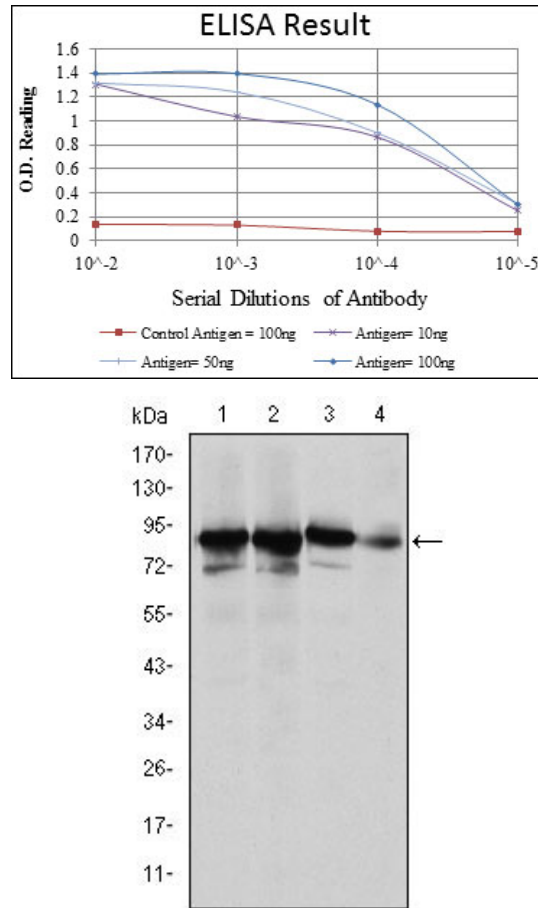 ELISA Result
1.6
1.4
1.2
1
0.8
0.6
0.4
0.2
0
O.D. Reading
10^-2 10^-3 10^-4 10^-5
Serial Dilutions of Antibody
Control Antigen = 100ng Antigen= 10ng
Antigen= 50ng Antigen= 100ng
kDa 1 2 3 4
170-
130-
95-
←
72-
55-
43-
34-
26-
17-
11-